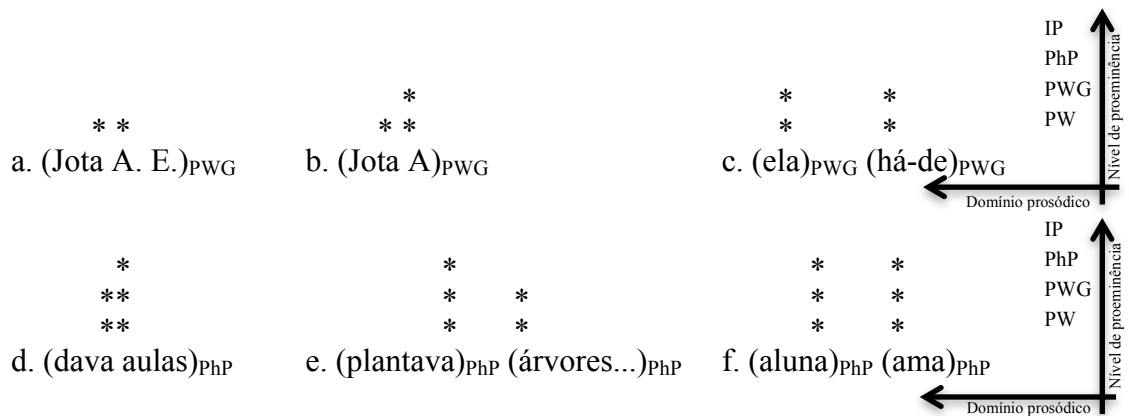 IP
PhP
* * * PWG
* * * * * PW
a. (Jota A. E.)PWG b. (Jota A)PWG c. (ela)PWG (há-de)PWG
Nível de proeminência
Domínio prosódico
IP
* * * * PhP
** * * * * PWG
** * * * * PW
d. (dava aulas)PhP e. (plantava)PhP (árvores...)PhP f. (aluna)PhP (ama)PhP
Nível de proeminência
Domínio prosódico